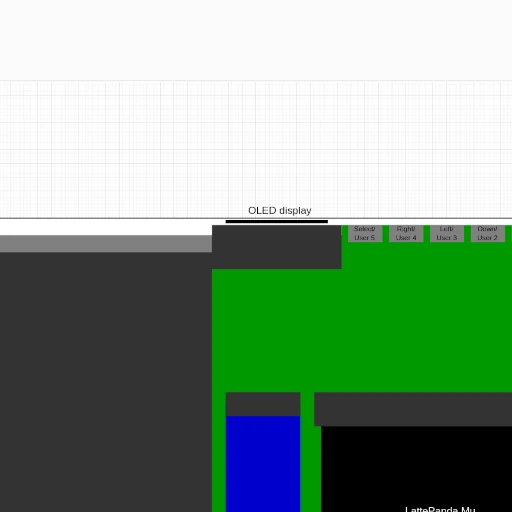 OLED display
Select/
User 5
Right/
User 4
Left/
User 3
Down/
User 2
LattePanda Mu